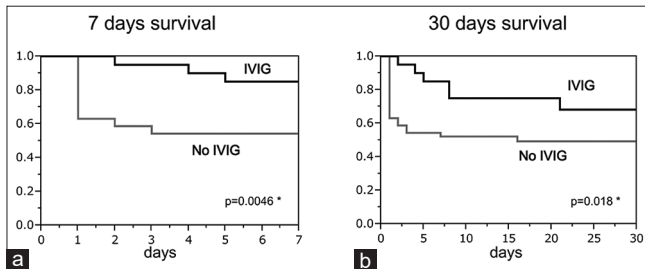 7 days survival
1.0
0.8
0.6
0.4
0.2
0.0
IVIG
No IVIG
p=0.0046 *
0 1 2 3 4 5 6 7
days
a
30 days survival
1.0
0.8
0.6
0.4
0.2
0.0
IVIG
No IVIG
p=0.018 *
0 5 10 15 20 25 30
days
b